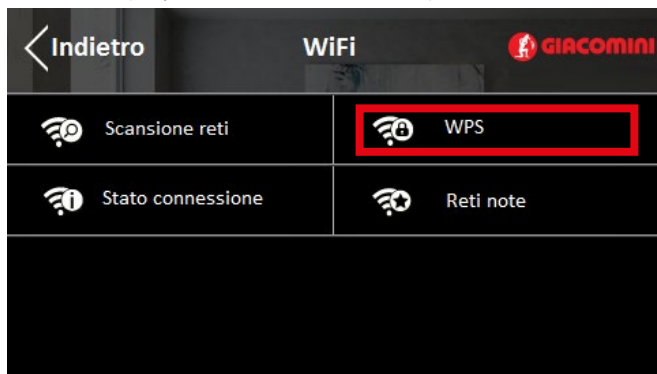 Indietro WiFi GIACOMINI
Scansione reti WPS
Stato connessione Reti note